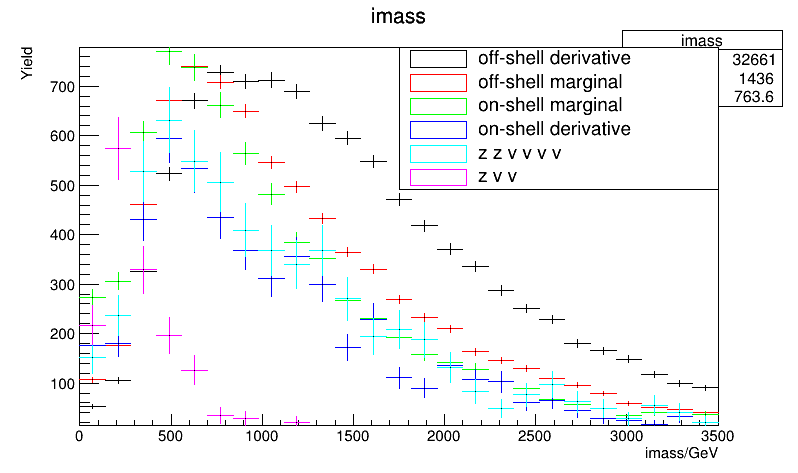 imass
Yield
imass
32661
1436
763.6
off-shell derivative
off-shell marginal
on-shell marginal
on-shell derivative
z z v v v v
z v v
700
600
500
400
300
200
100
0 500 1000 1500 2000 2500 3000 3500
imass/GeV